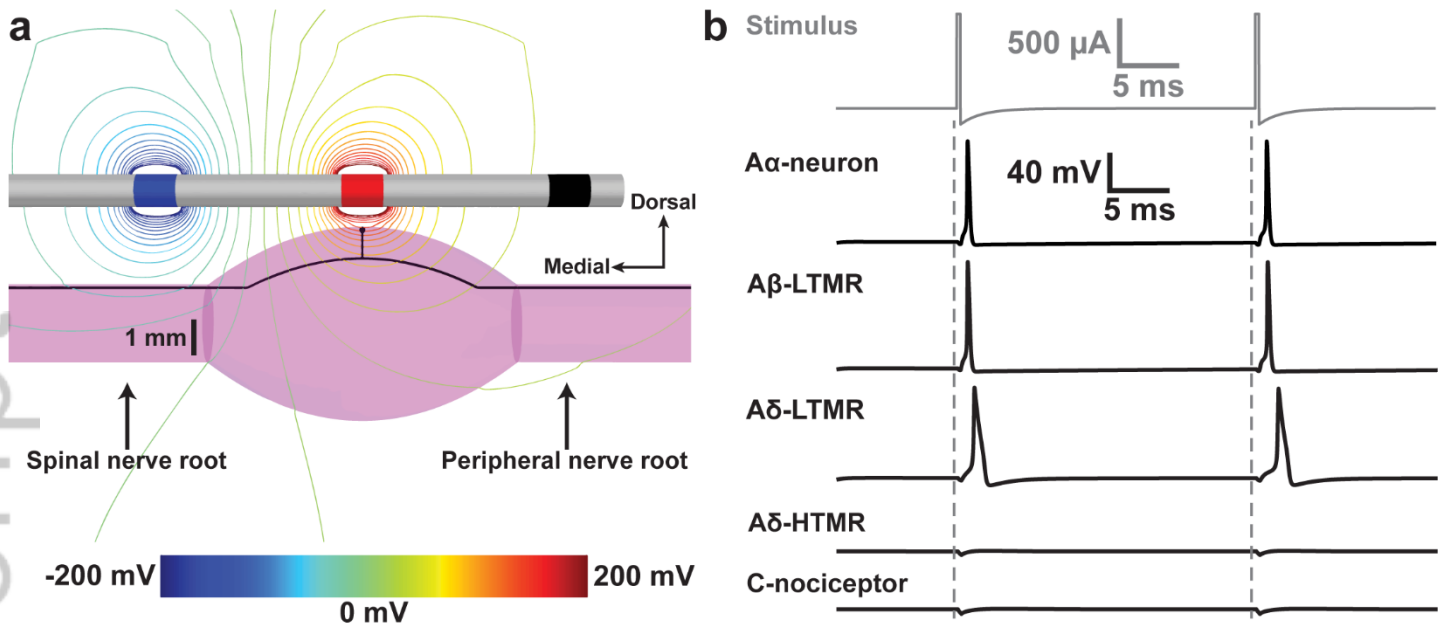 a
Dorsal
Medial
1 mm
Spinal nerve root
Peripheral nerve root
-200 mV
200 mV
0 mV
b
Stimulus
500 µA
5 ms
Aα-neuron
40 mV
5 ms
Aβ-LTMR
Aδ-LTMR
Aδ-HTMR
C-nociceptor